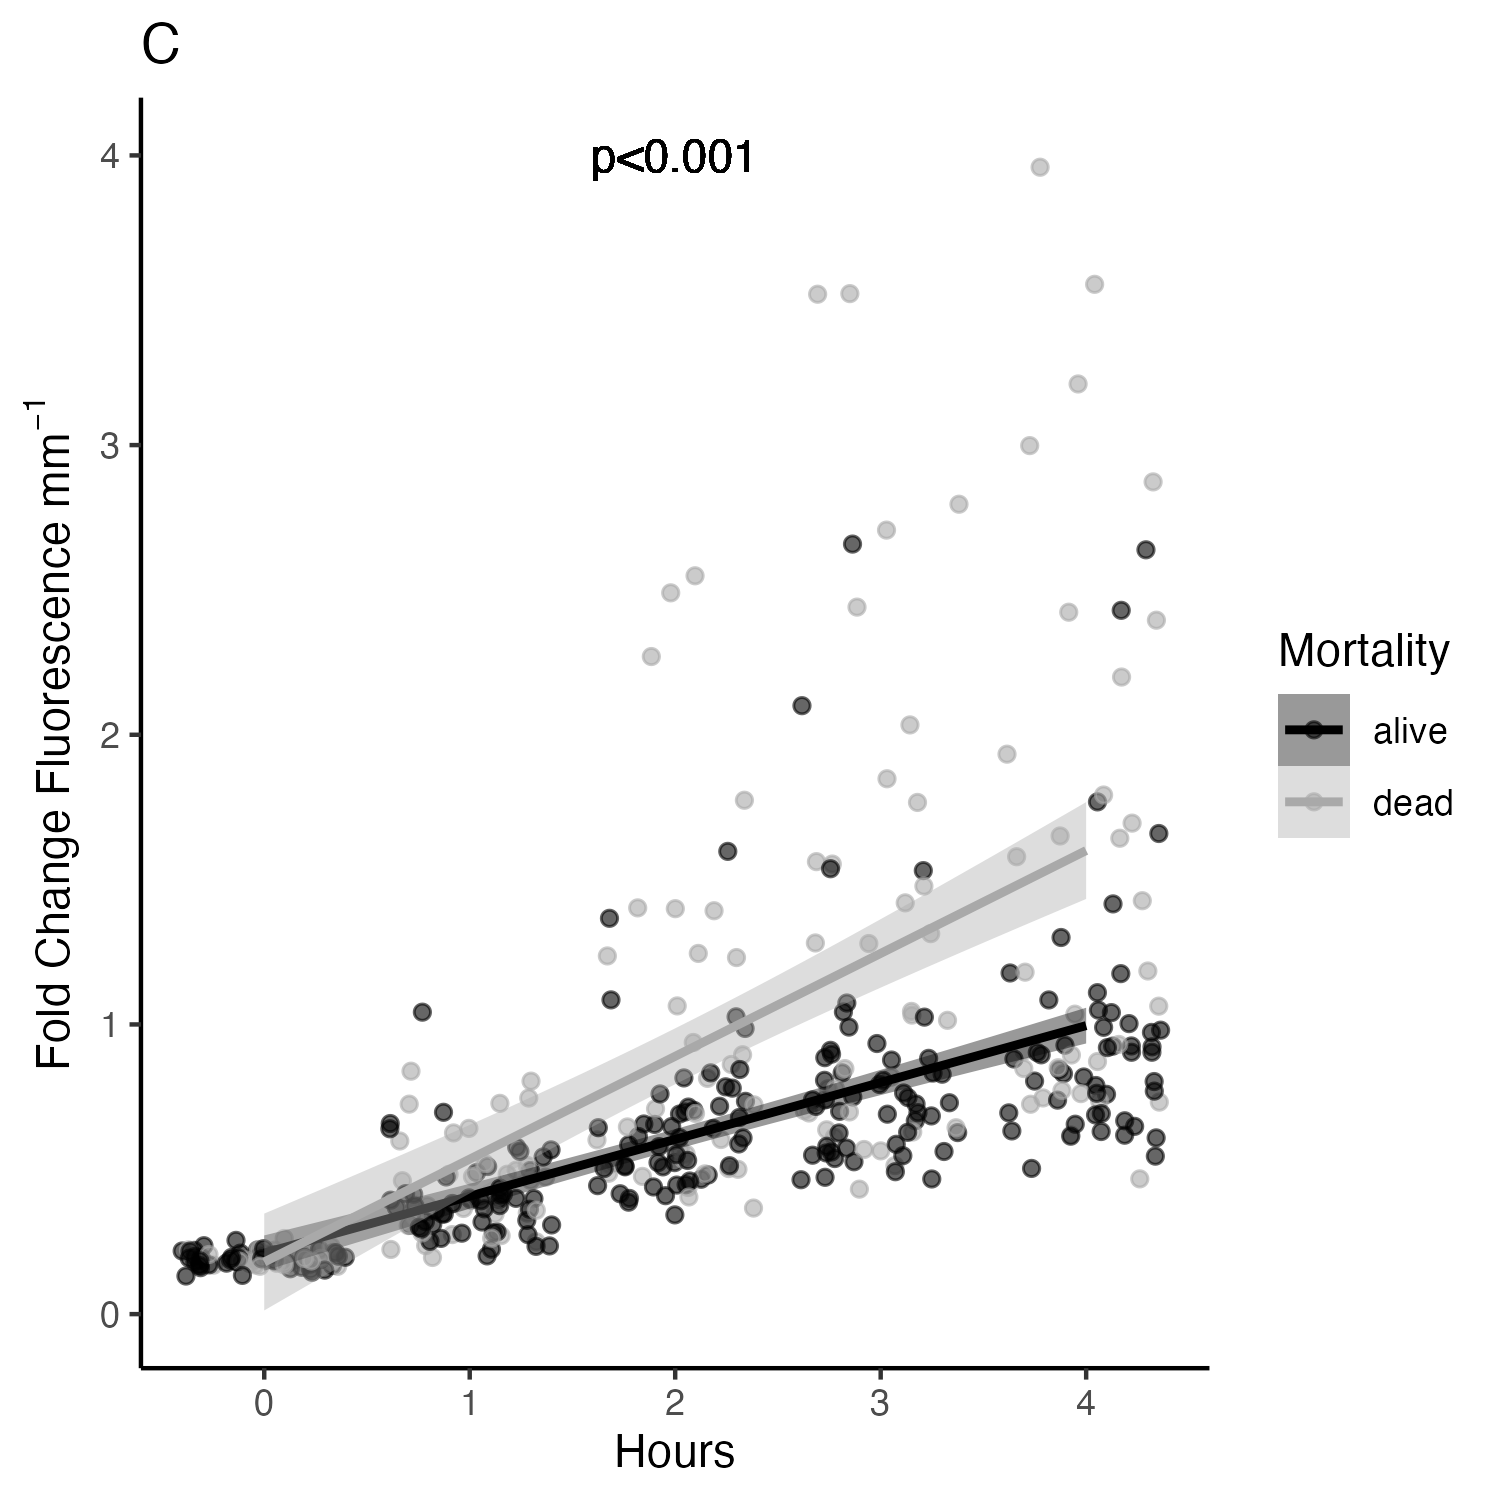 C
p<0.001
4
3
2
1
0
Fold Change Fluorescence mm⁻¹
0 1 2 3 4
Hours
Mortality
alive
dead